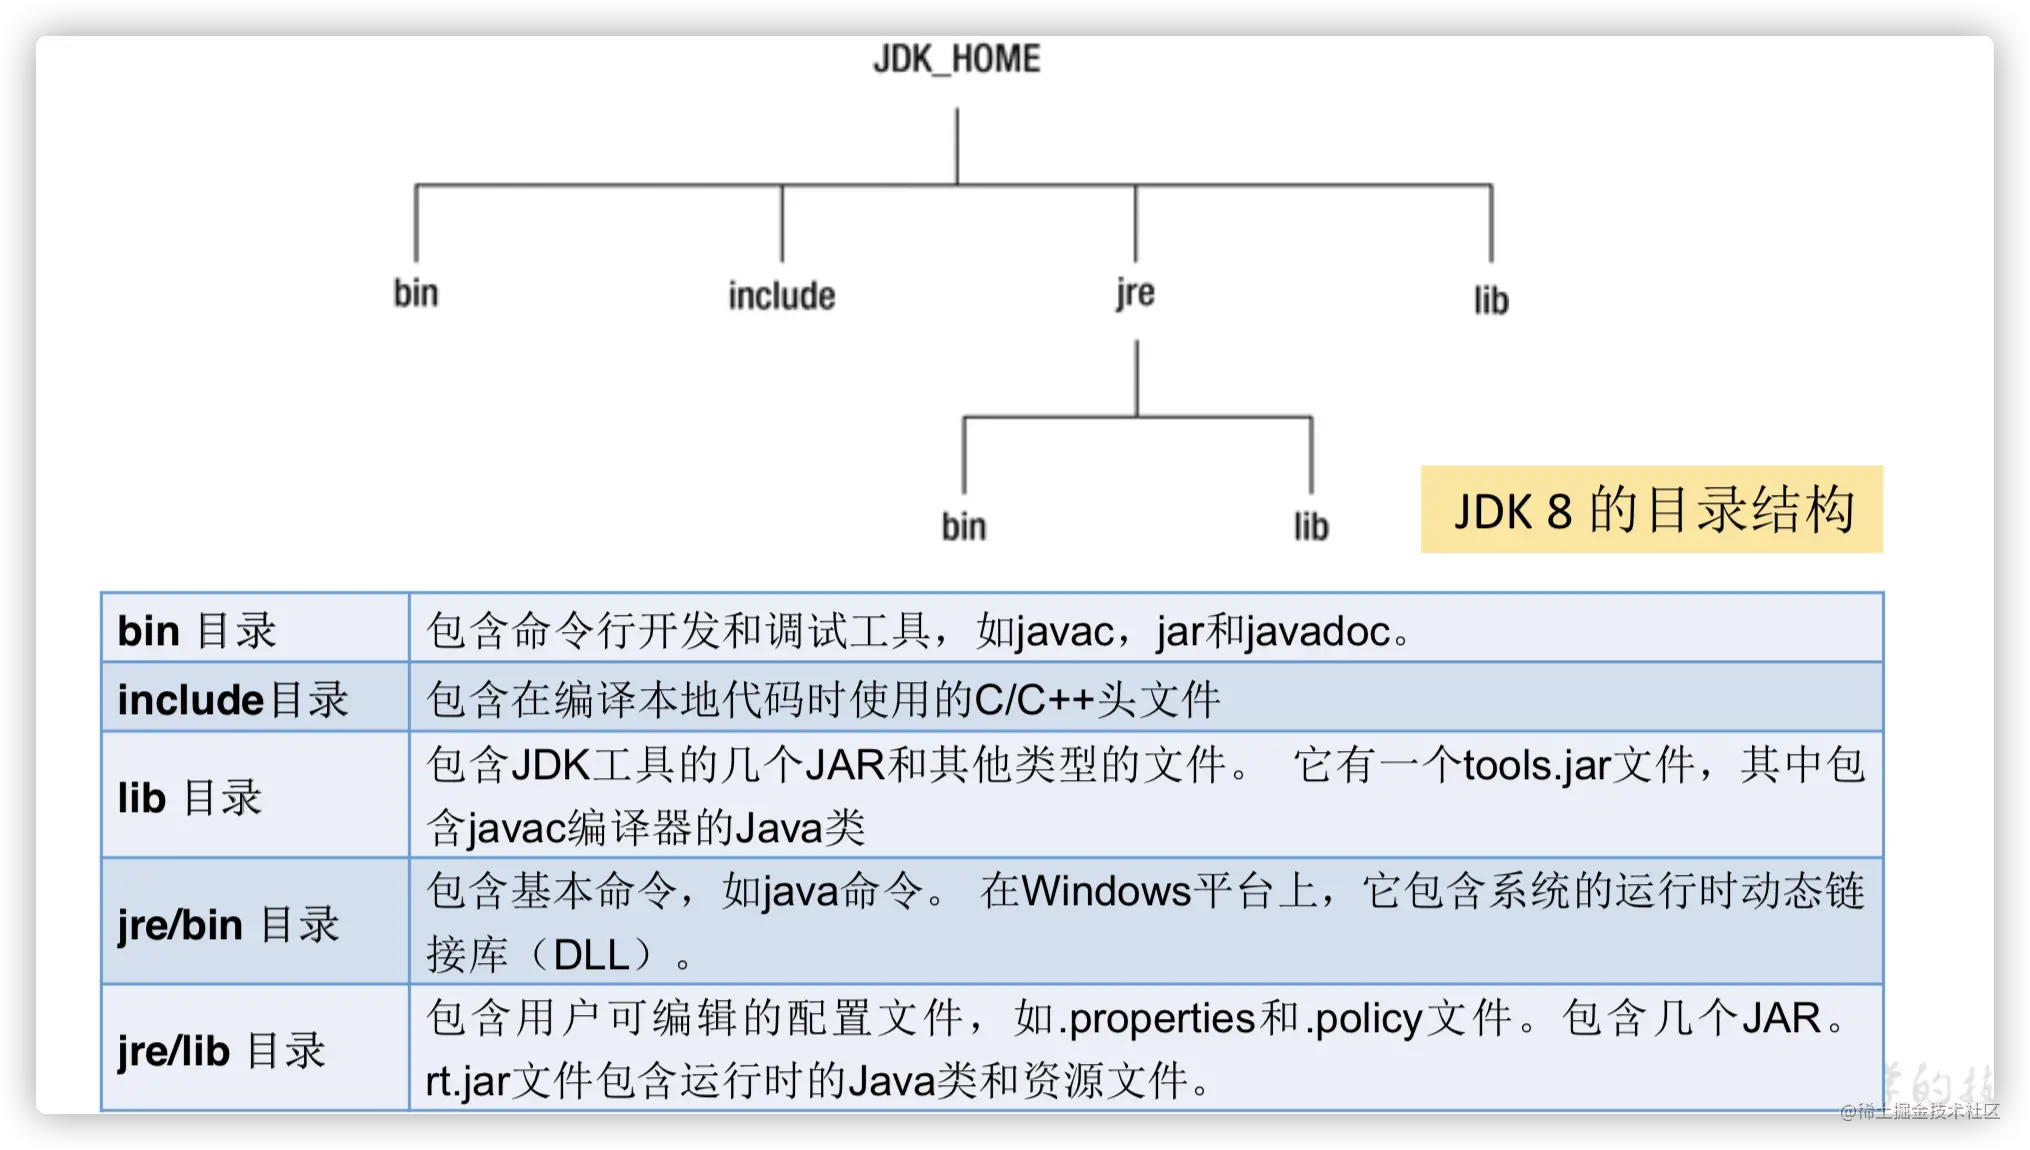 JDK_HOME
bin
include
jre
lib
bin
lib
JDK 8 的目录结构
bin 目录
包含命令行开发和调试工具，如javac，jar和javadoc。
include目录
包含在编译本地代码时使用的C/C++头文件
lib 目录
包含JDK工具的几个JAR和其他类型的文件。 它有一个tools.jar文件，其中包
含javac编译器的Java类
jre/bin 目录
包含基本命令，如java命令。 在Windows平台上，它包含系统的运行时动态链
接库（DLL）。
jre/lib 目录
包含用户可编辑的配置文件，如.properties和.policy文件。包含几个JAR。
rt.jar文件包含运行时的Java类和资源文件。
的技
@稀土掘金技术社区